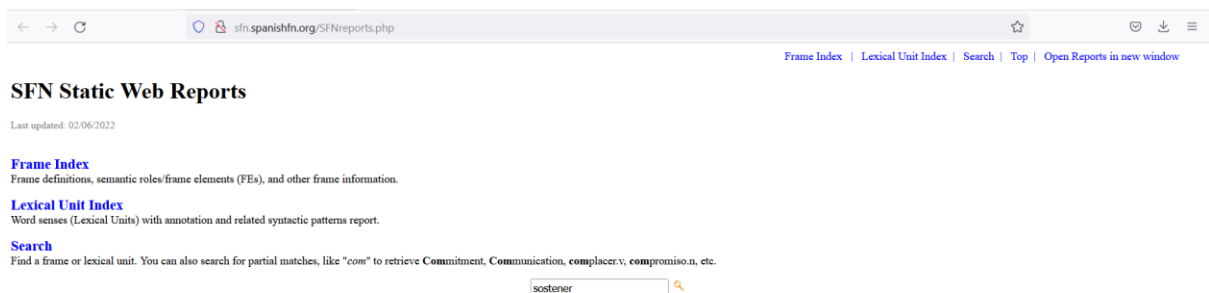 sfn.spanishfn.org/SFNreports.php
Frame Index | Lexical Unit Index | Search | Top | Open Reports in new window
SFN Static Web Reports
Last updated: 02/06/2022
Frame Index
Frame definitions, semantic roles/frame elements (FEs), and other frame information.
Lexical Unit Index
Word senses (Lexical Units) with annotation and related syntactic patterns report.
Search
Find a frame or lexical unit. You can also search for partial matches, like "com" to retrieve Commitment, Communication, complacer.v, compromiso.n, etc.
sostener